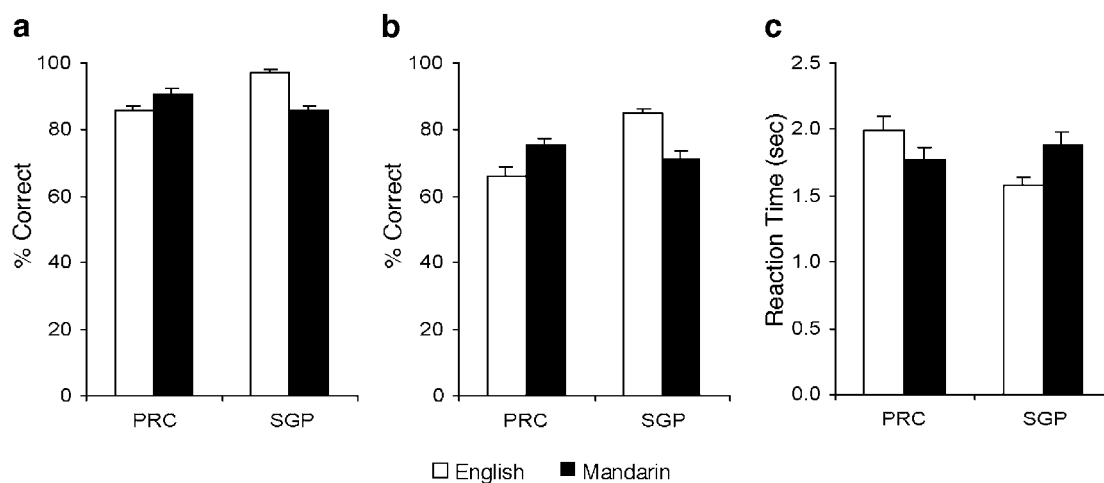 a
b
c
100
80
60
40
20
0
% Correct
PRC
SGP
100
80
60
40
20
0
% Correct
PRC
SGP
2.5
2.0
1.5
1.0
0.5
0.0
Reaction Time (sec)
PRC
SGP
English
Mandarin